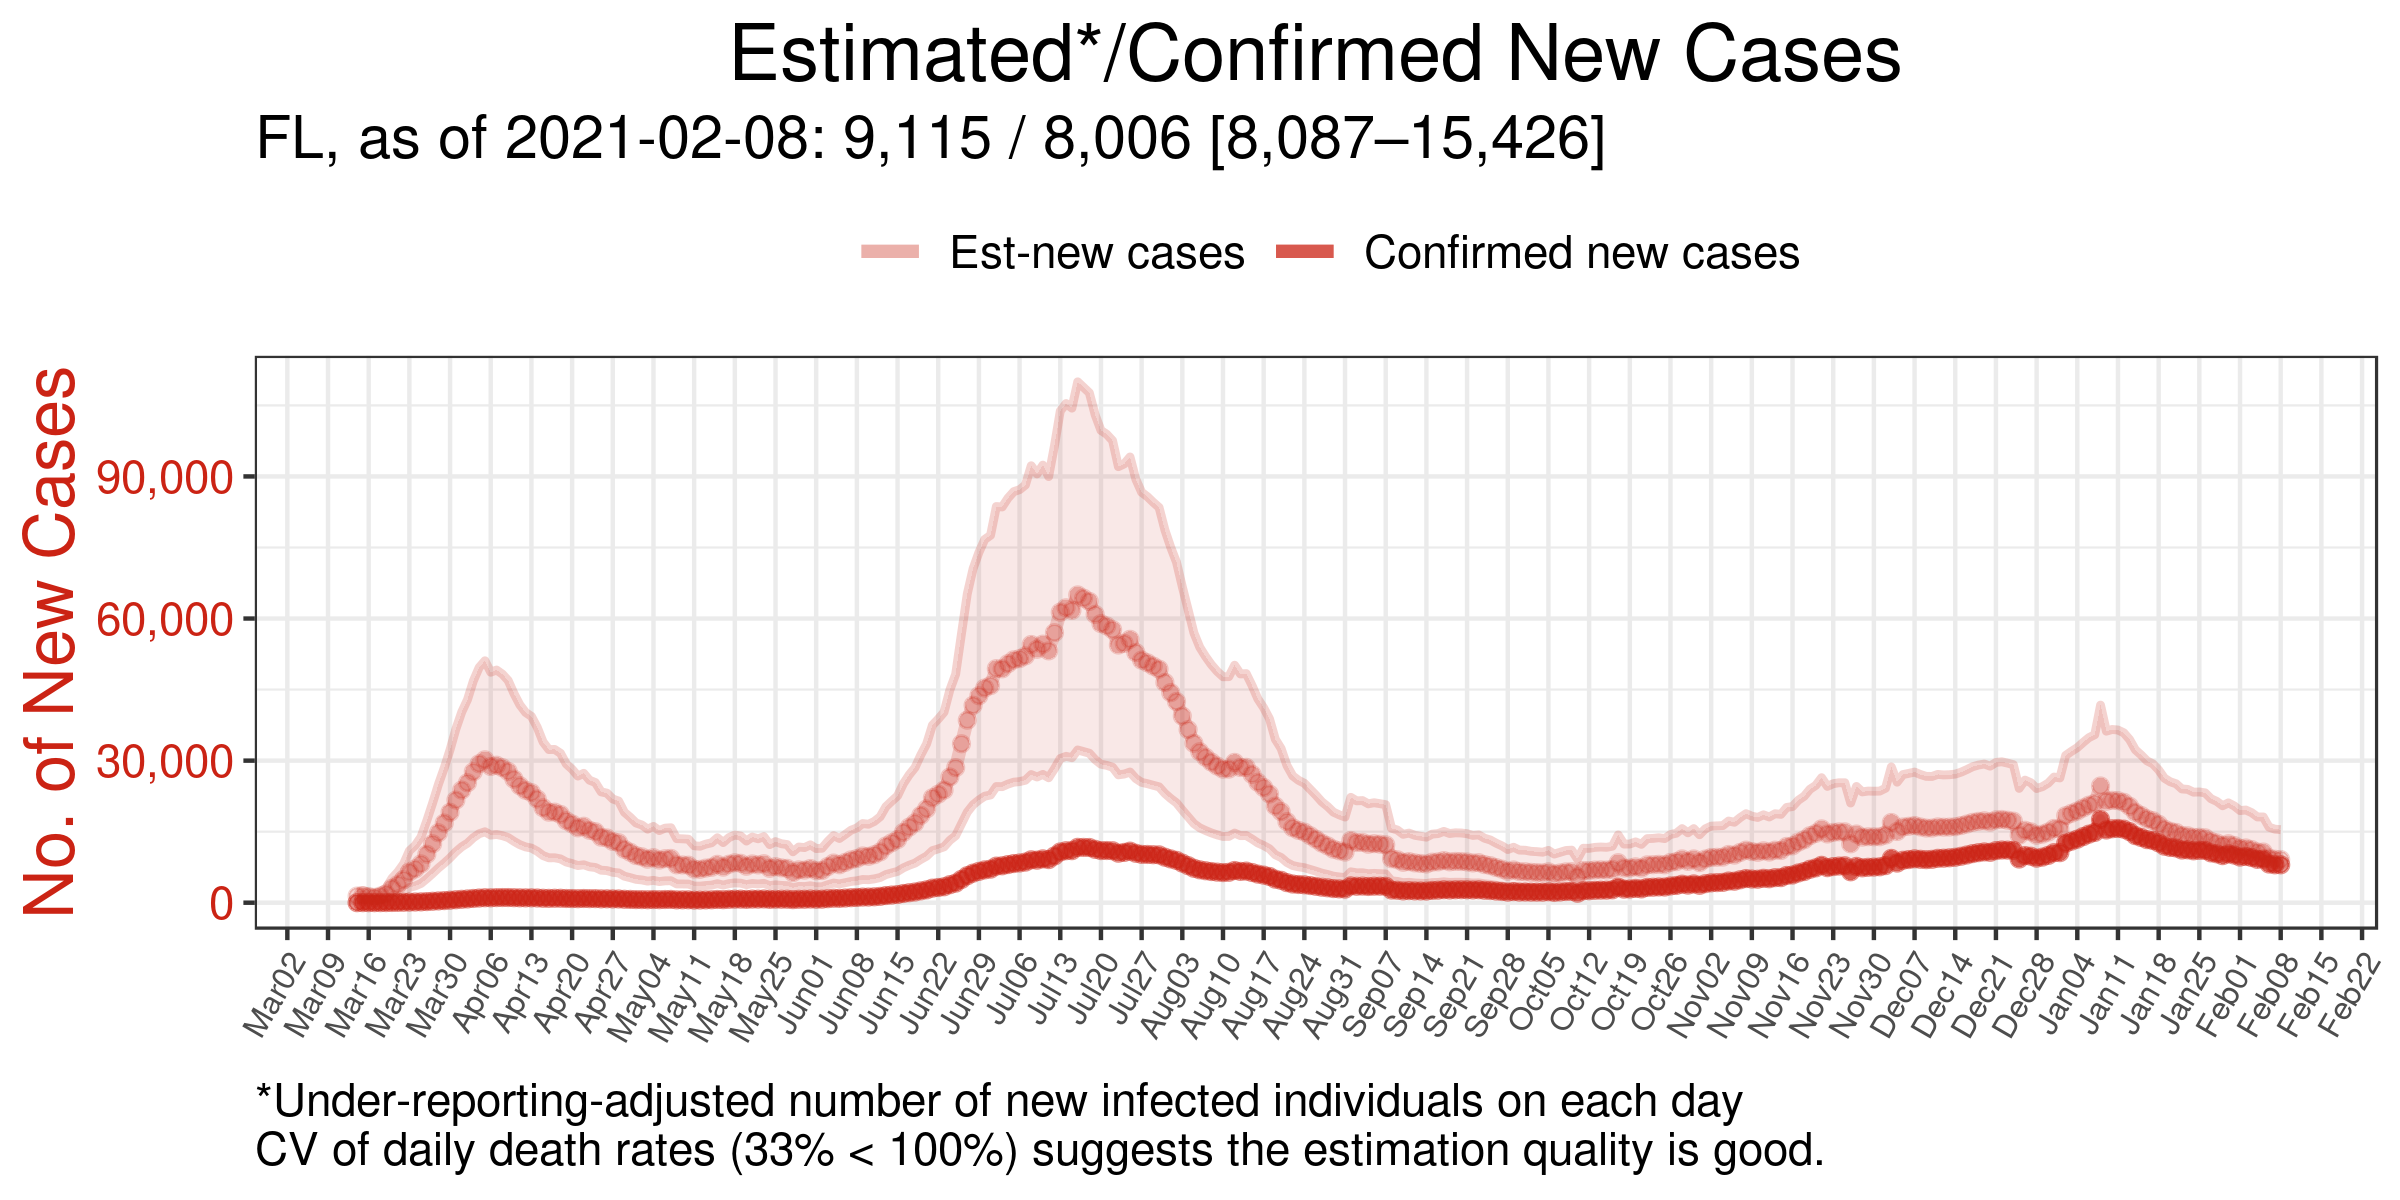 Estimated*/Confirmed New Cases
FL, as of 2021-02-08: 9,115 / 8,006 [8,087–15,426]
Est-new cases Confirmed new cases
No. of New Cases
90,000
60,000
30,000
0
Mar02 Mar09 Mar16 Mar23 Mar30 Apr06 Apr13 Apr20 Apr27 May04 May11 May18 May25 Jun01 Jun08 Jun15 Jun22 Jun29 Jul06 Jul13 Jul20 Jul27 Aug03 Aug10 Aug17 Aug24 Aug31 Sep07 Sep14 Sep21 Sep28 Oct05 Oct12 Oct19 Oct26 Nov02 Nov09 Nov16 Nov23 Nov30 Dec07 Dec14 Dec21 Dec28 Jan04 Jan11 Jan18 Jan25 Feb01 Feb08 Feb15 Feb22
*Under-reporting-adjusted number of new infected individuals on each day
CV of daily death rates (33% < 100%) suggests the estimation quality is good.